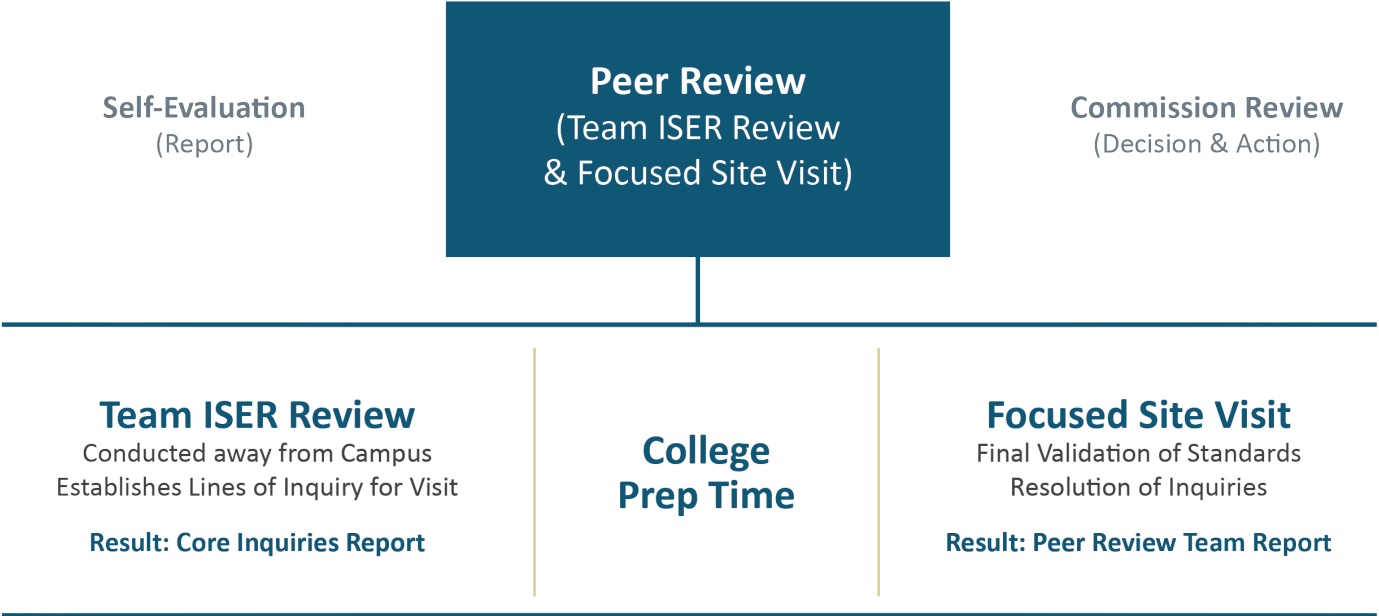 Self-Evaluation
(Report)
Peer Review
(Team ISER Review
& Focused Site Visit)
Commission Review
(Decision & Action)
Team ISER Review
Conducted away from Campus
Establishes Lines of Inquiry for Visit
Result: Core Inquiries Report
College
Prep Time
Focused Site Visit
Final Validation of Standards
Resolution of Inquiries
Result: Peer Review Team Report